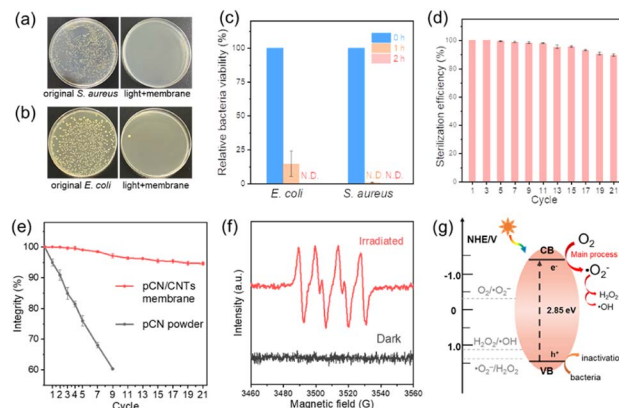 (a)
original S. aureus light+membrane
(b)
original E. coli light+membrane
(c)
Relative bacteria viability (%)
100
75
50
25
0
0 h
1 h
2 h
N.D.
N.D. N.D.
E. coli S. aureus
(d)
Sterilization efficiency (%)
100
80
60
40
20
0
1 3 5 7 9 11 13 15 17 19 21
Cycle
(e)
Integrity (%)
100
90
80
70
60
pCN/CNTs
membrane
pCN powder
1 2 3 4 5 7 9 11 13 15 17 19 21
Cycle
(f)
Intensity (a.u.)
Irradiated
Dark
3460 3480 3500 3520 3540 3560
Magnetic field (G)
(g)
NHE/V
CB
O₂
e⁻
Main process
-1.0
•O₂⁻
O₂/•O₂⁻
H₂O₂
•OH
0
2.85 eV
H₂O₂/•OH
1.0
h⁺
inactivation
•O₂⁻/H₂O₂
VB
bacteria